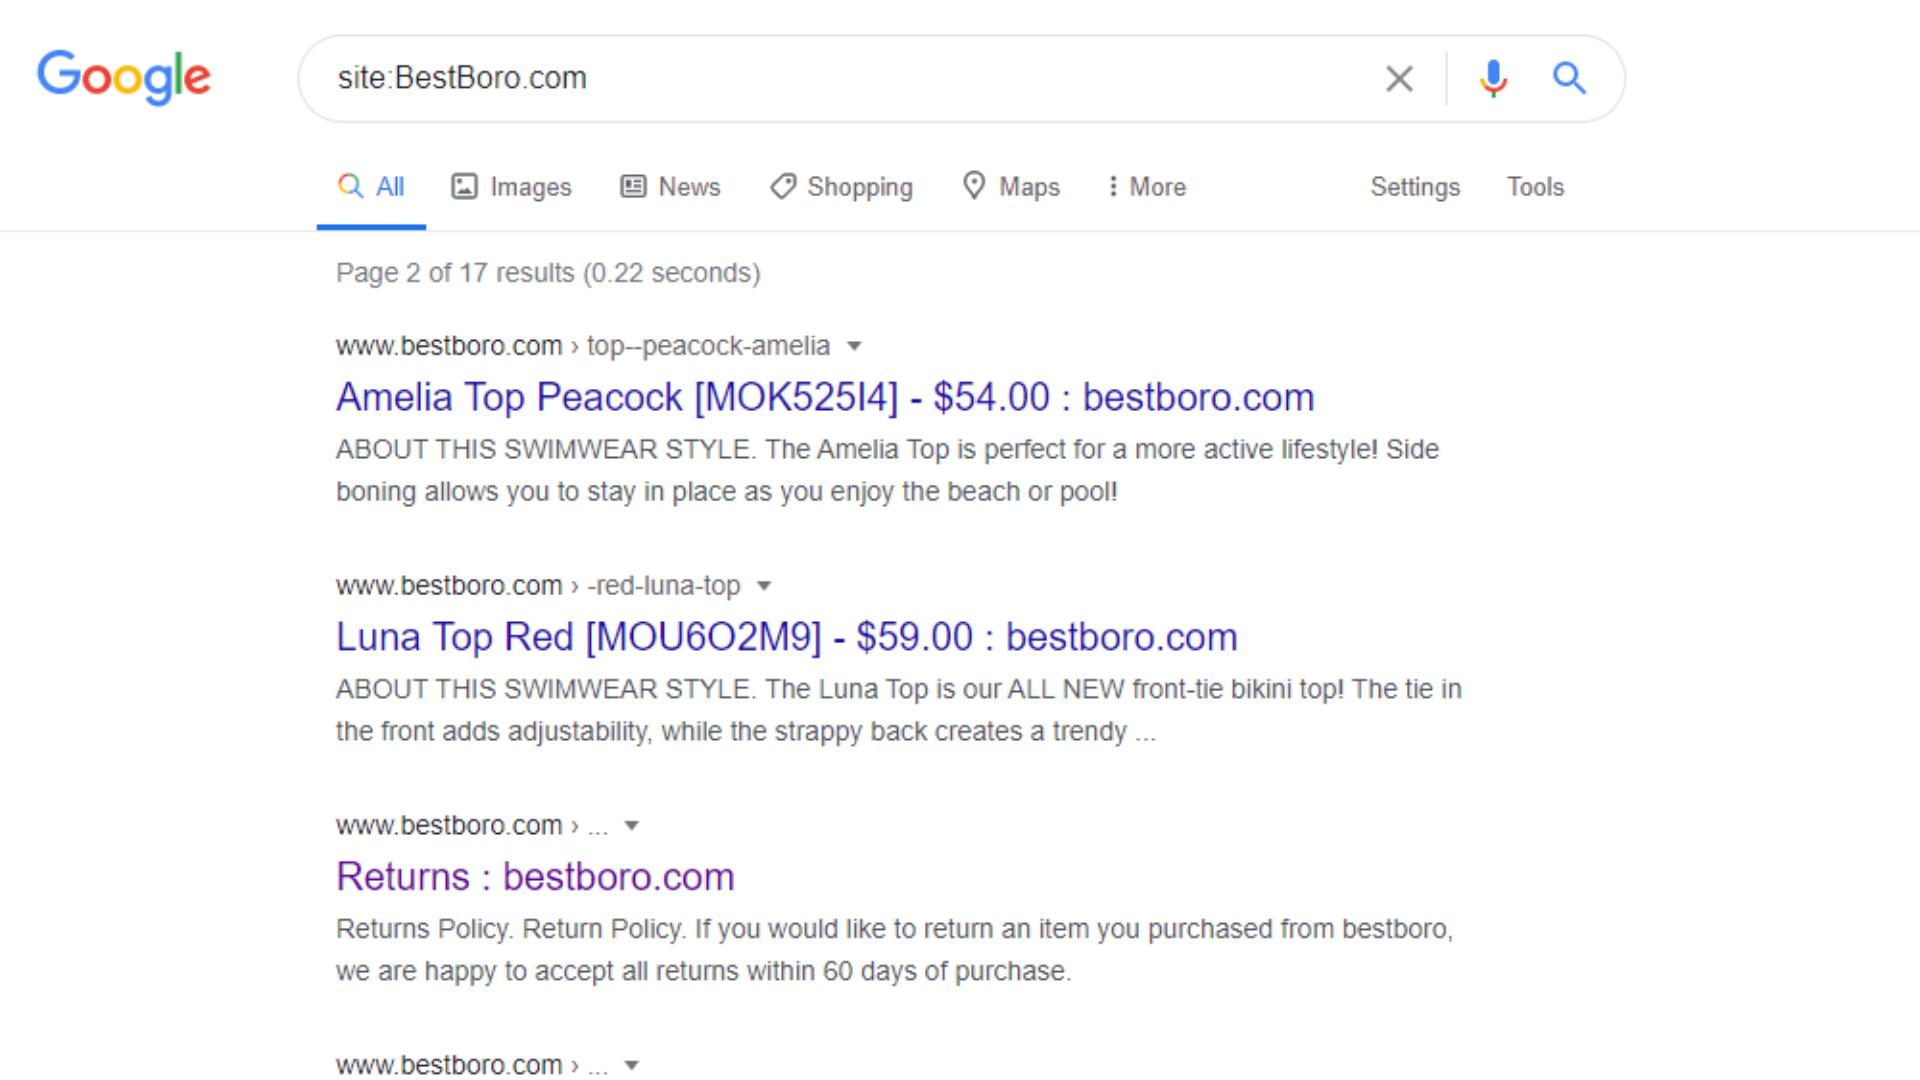 Google
site:BestBoro.com
All Images News Shopping Maps More Settings Tools
Page 2 of 17 results (0.22 seconds)
www.bestboro.com › top--peacock-amelia
Amelia Top Peacock [MOK525I4] - $54.00 : bestboro.com
ABOUT THIS SWIMWEAR STYLE. The Amelia Top is perfect for a more active lifestyle! Side
boning allows you to stay in place as you enjoy the beach or pool!
www.bestboro.com › -red-luna-top
Luna Top Red [MOU6O2M9] - $59.00 : bestboro.com
ABOUT THIS SWIMWEAR STYLE. The Luna Top is our ALL NEW front-tie bikini top! The tie in
the front adds adjustability, while the strappy back creates a trendy ...
www.bestboro.com › ...
Returns : bestboro.com
Returns Policy. Return Policy. If you would like to return an item you purchased from bestboro,
we are happy to accept all returns within 60 days of purchase.
www.bestboro.com › ...